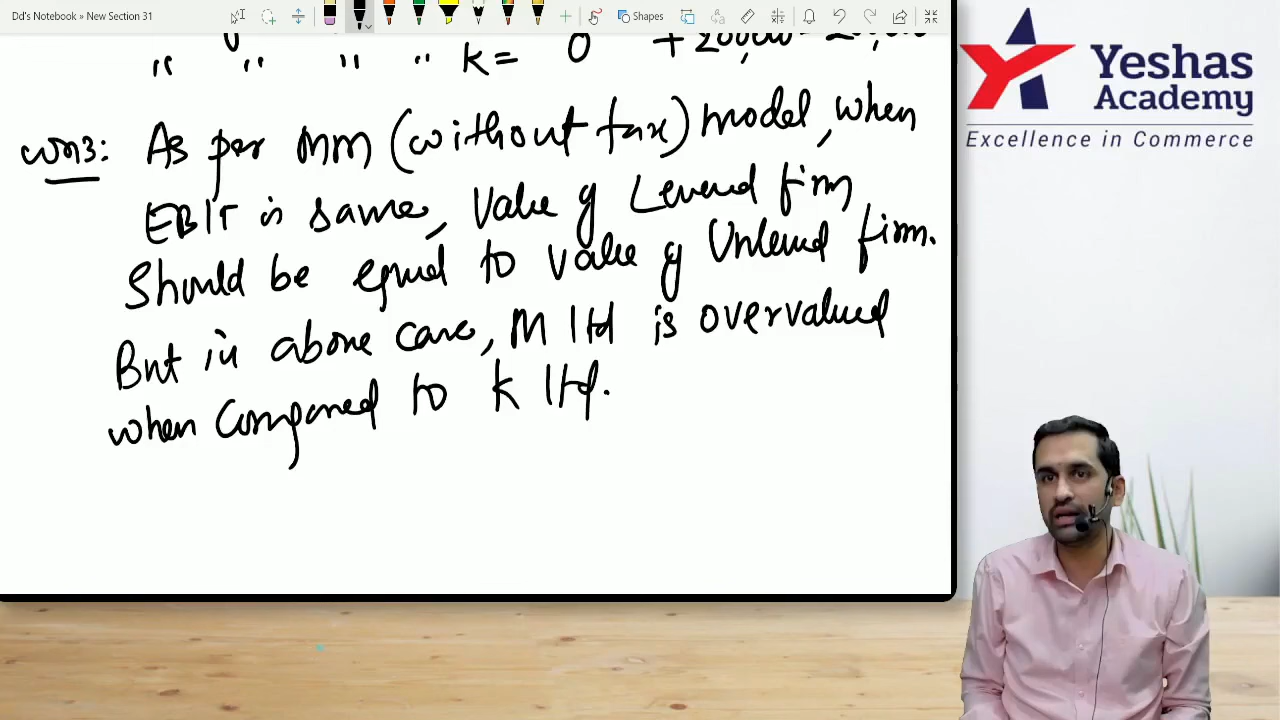 Dd's Notebook » New Section 31
Shapes
" " " " K = 0
WN3: As per MM (without tax) model, when
EBIT is same, Value of Levered firm
Should be equal to value of Unlevered firm.
But in above case, M ltd is overvalued
when Compared to K ltd.
Yeshas
Academy
Excellence in Commerce